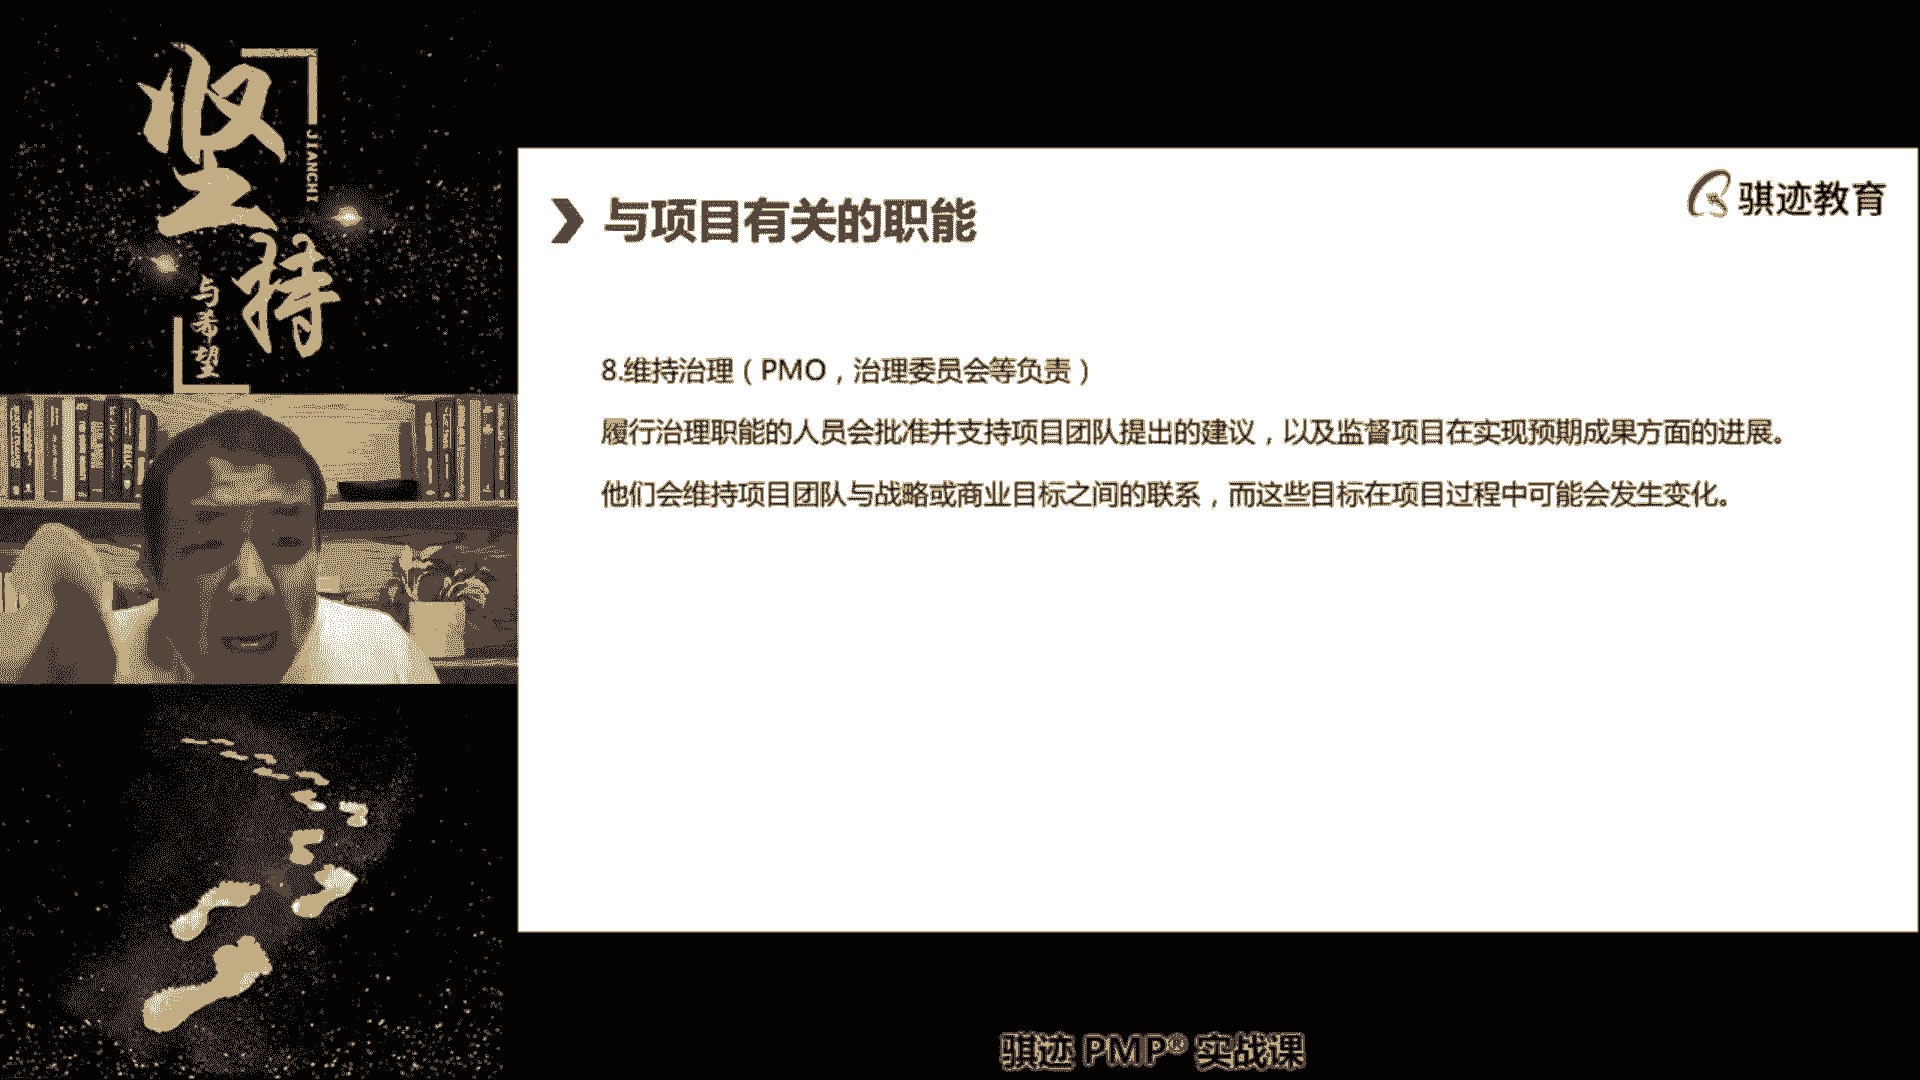 坚持
JIANCHI
与希望
骐迹教育
与项目有关的职能
8.维持治理（PMO，治理委员会等负责）
履行治理职能的人员会批准并支持项目团队提出的建议，以及监督项目在实现预期成果方面的进展。
他们会维持项目团队与战略或商业目标之间的联系，而这些目标在项目过程中可能会发生变化。
骐迹 PMP® 实战课